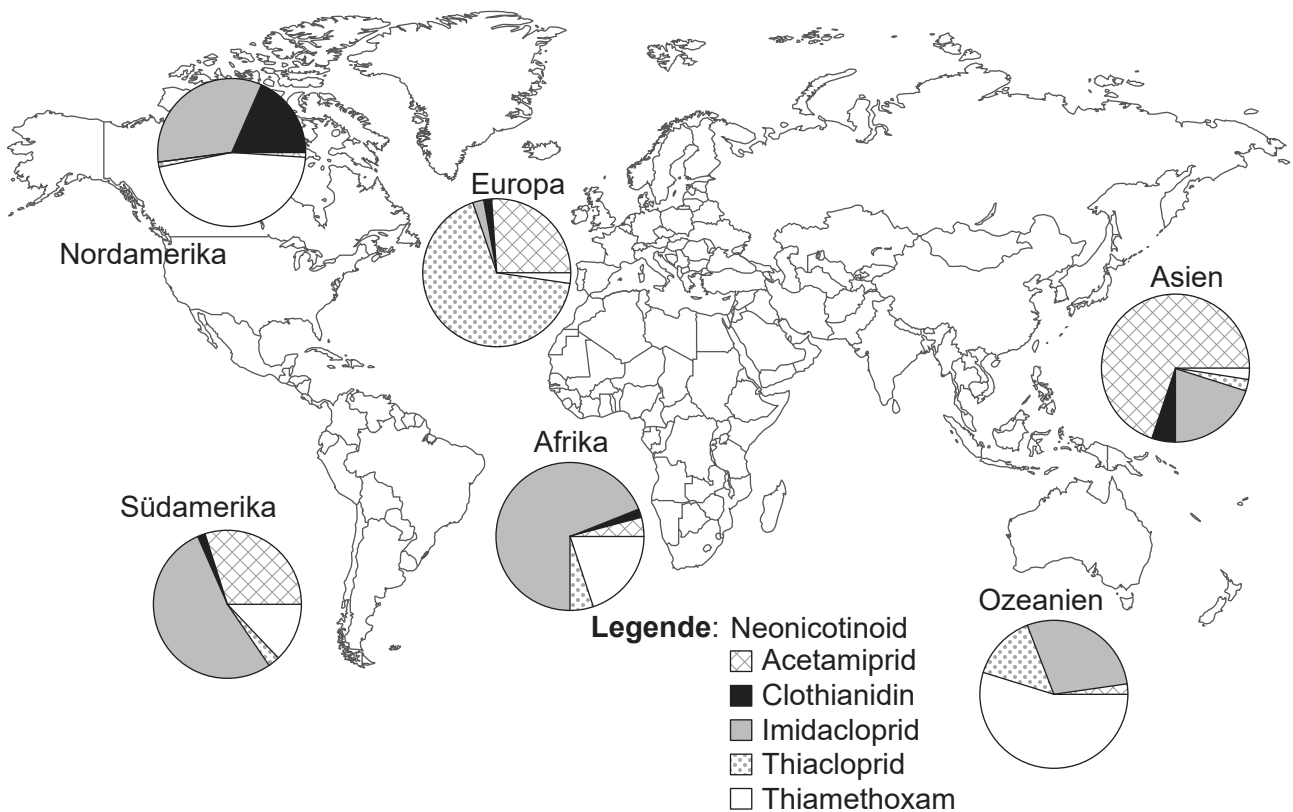 Europa
Nordamerika
Asien
Afrika
Südamerika
Ozeanien
Legende: Neonicotinoid
Acetamiprid
Clothianidin
Imidacloprid
Thiacloprid
Thiamethoxam